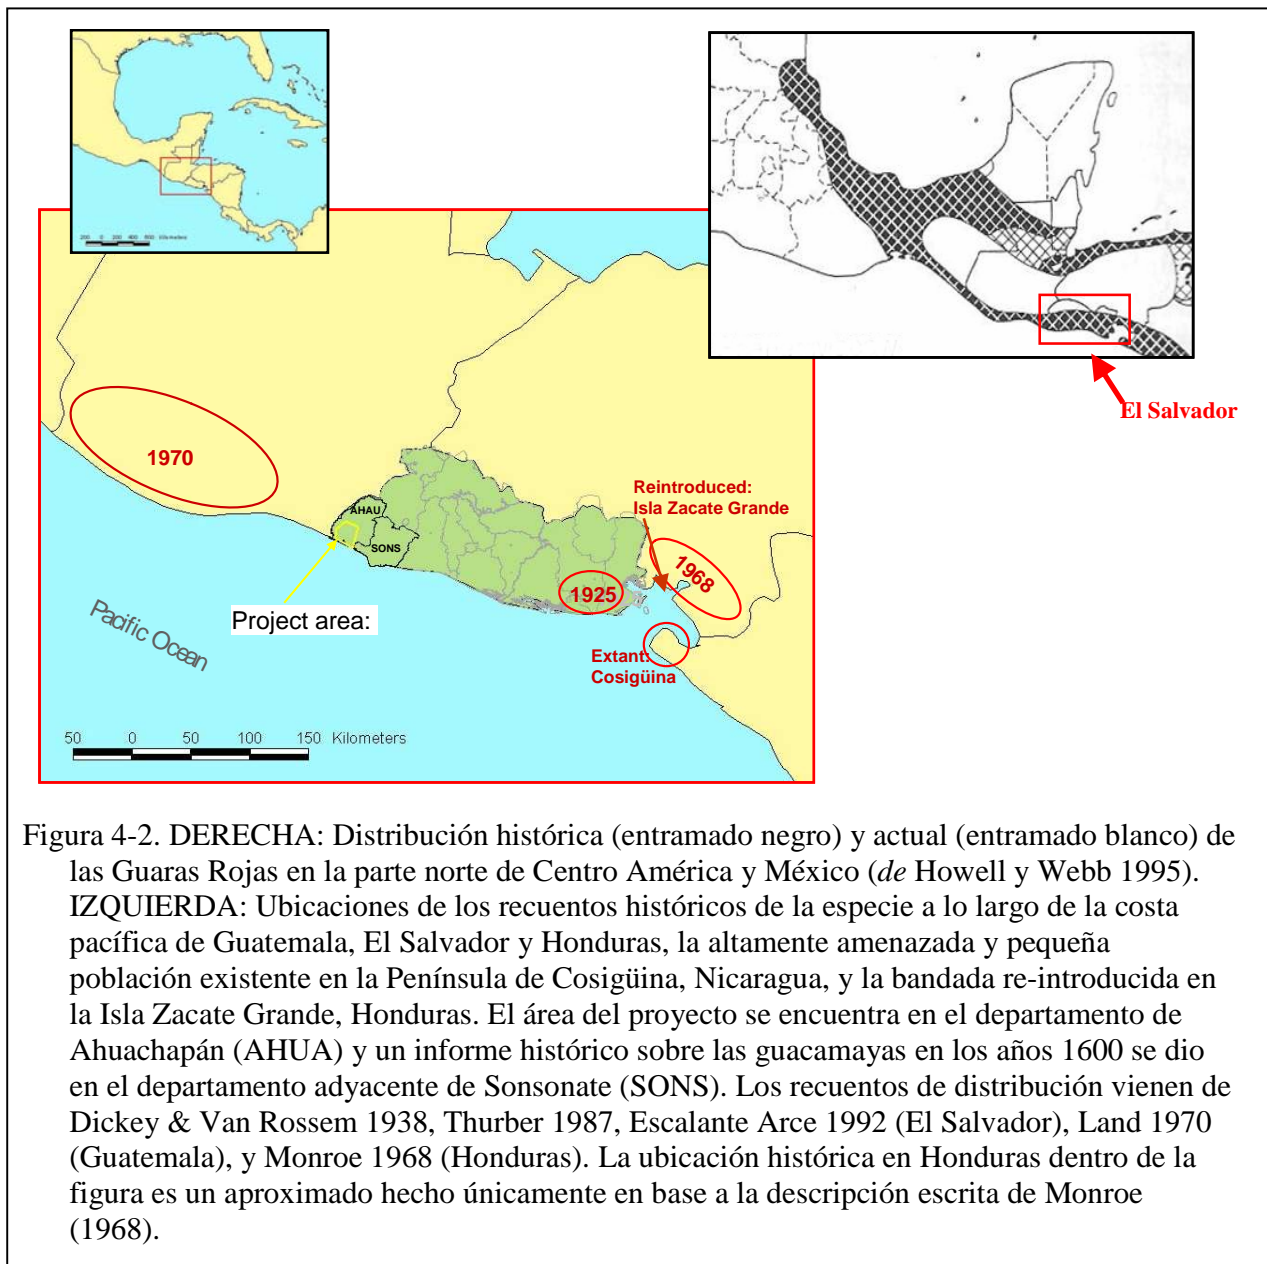 200 0 200 400 600 Kilometers
?
El Salvador
1970
AHAU
SONS
Reintroduced:
Isla Zacate Grande
1968
1925
Project area:
Pacific Ocean
Extant:
Cosigüina
50 0 50 100 150 Kilometers
Figura 4-2. DERECHA: Distribución histórica (entramado negro) y actual (entramado blanco) de
las Guaras Rojas en la parte norte de Centro América y México (de Howell y Webb 1995).
IZQUIERDA: Ubicaciones de los recuentos históricos de la especie a lo largo de la costa
pacífica de Guatemala, El Salvador y Honduras, la altamente amenazada y pequeña
población existente en la Península de Cosigüina, Nicaragua, y la bandada re-introducida en
la Isla Zacate Grande, Honduras. El área del proyecto se encuentra en el departamento de
Ahuachapán (AHUA) y un informe histórico sobre las guacamayas en los años 1600 se dio
en el departamento adyacente de Sonsonate (SONS). Los recuentos de distribución vienen de
Dickey & Van Rossem 1938, Thurber 1987, Escalante Arce 1992 (El Salvador), Land 1970
(Guatemala), y Monroe 1968 (Honduras). La ubicación histórica en Honduras dentro de la
figura es un aproximado hecho únicamente en base a la descripción escrita de Monroe
(1968).